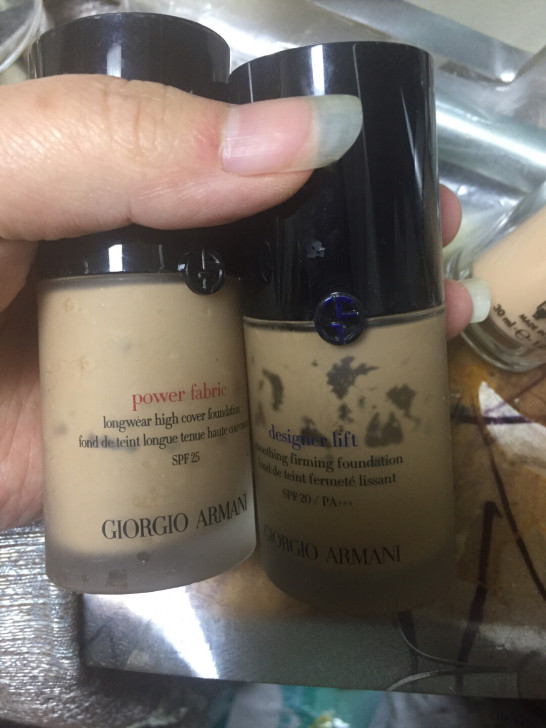 power fabric
longwear high cover foundation
fond de teint longue tenue haute
SPF 25
GIORGIO ARMANI
designer lift
smoothing firming foundation
fond de teint fermeté lissant
SPF 20 / PA+++
GIORGIO ARMANI
30 ml
MADE